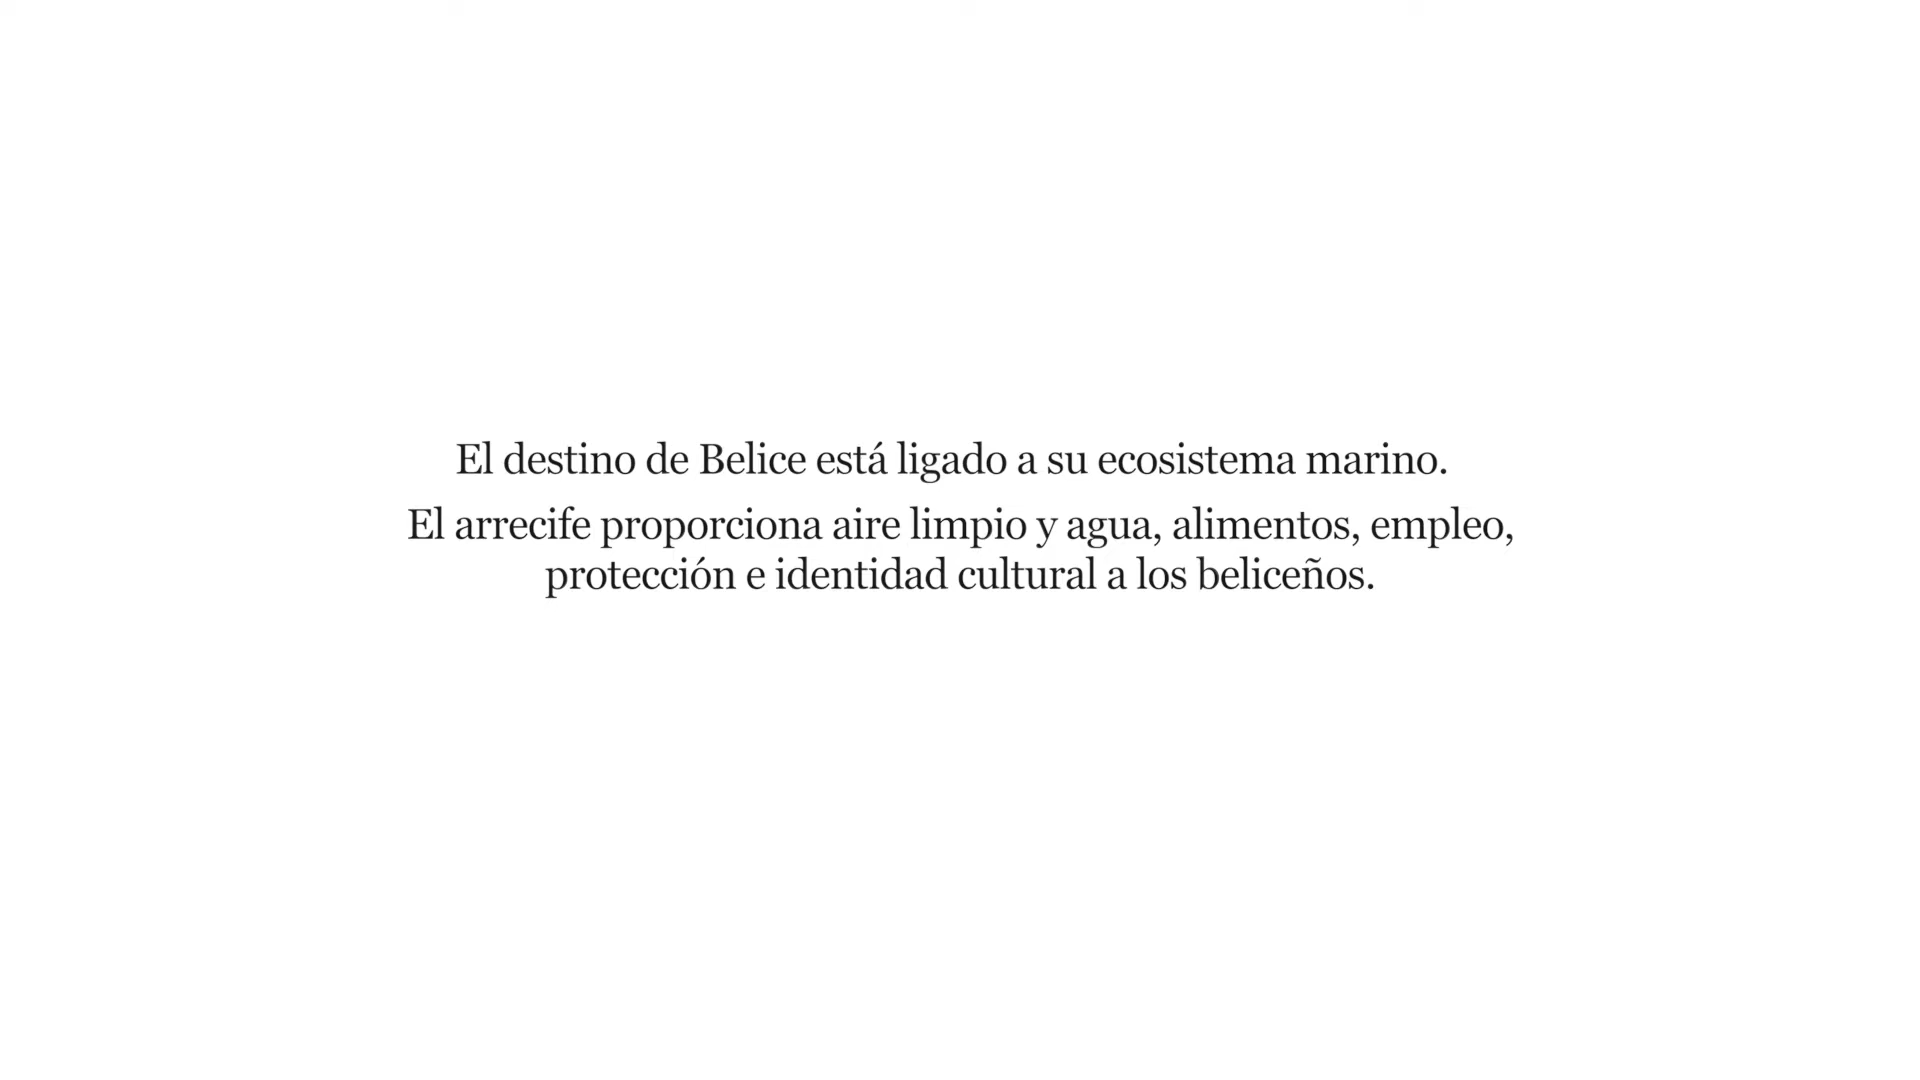 El destino de Belice está ligado a su ecosistema marino.
El arrecife proporciona aire limpio y agua, alimentos, empleo,
protección e identidad cultural a los beliceños.